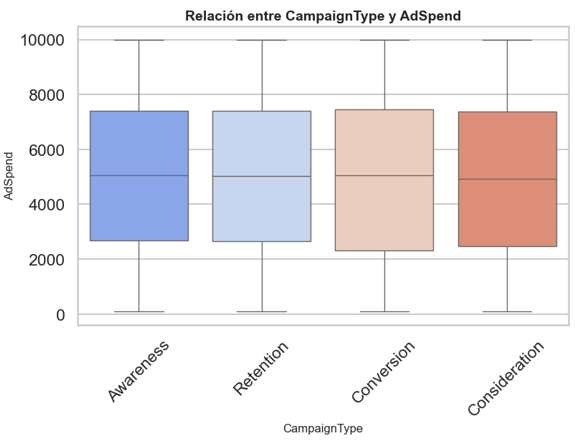 Relación entre CampaignType y AdSpend
AdSpend
10000
8000
6000
4000
2000
0
Awareness
Retention
Conversion
Consideration
CampaignType